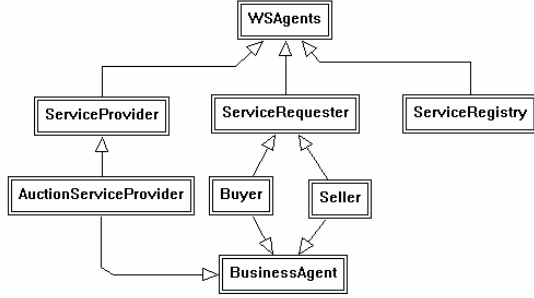 WSAgents
ServiceProvider
ServiceRequester
ServiceRegistry
AuctionServiceProvider
Buyer
Seller
BusinessAgent